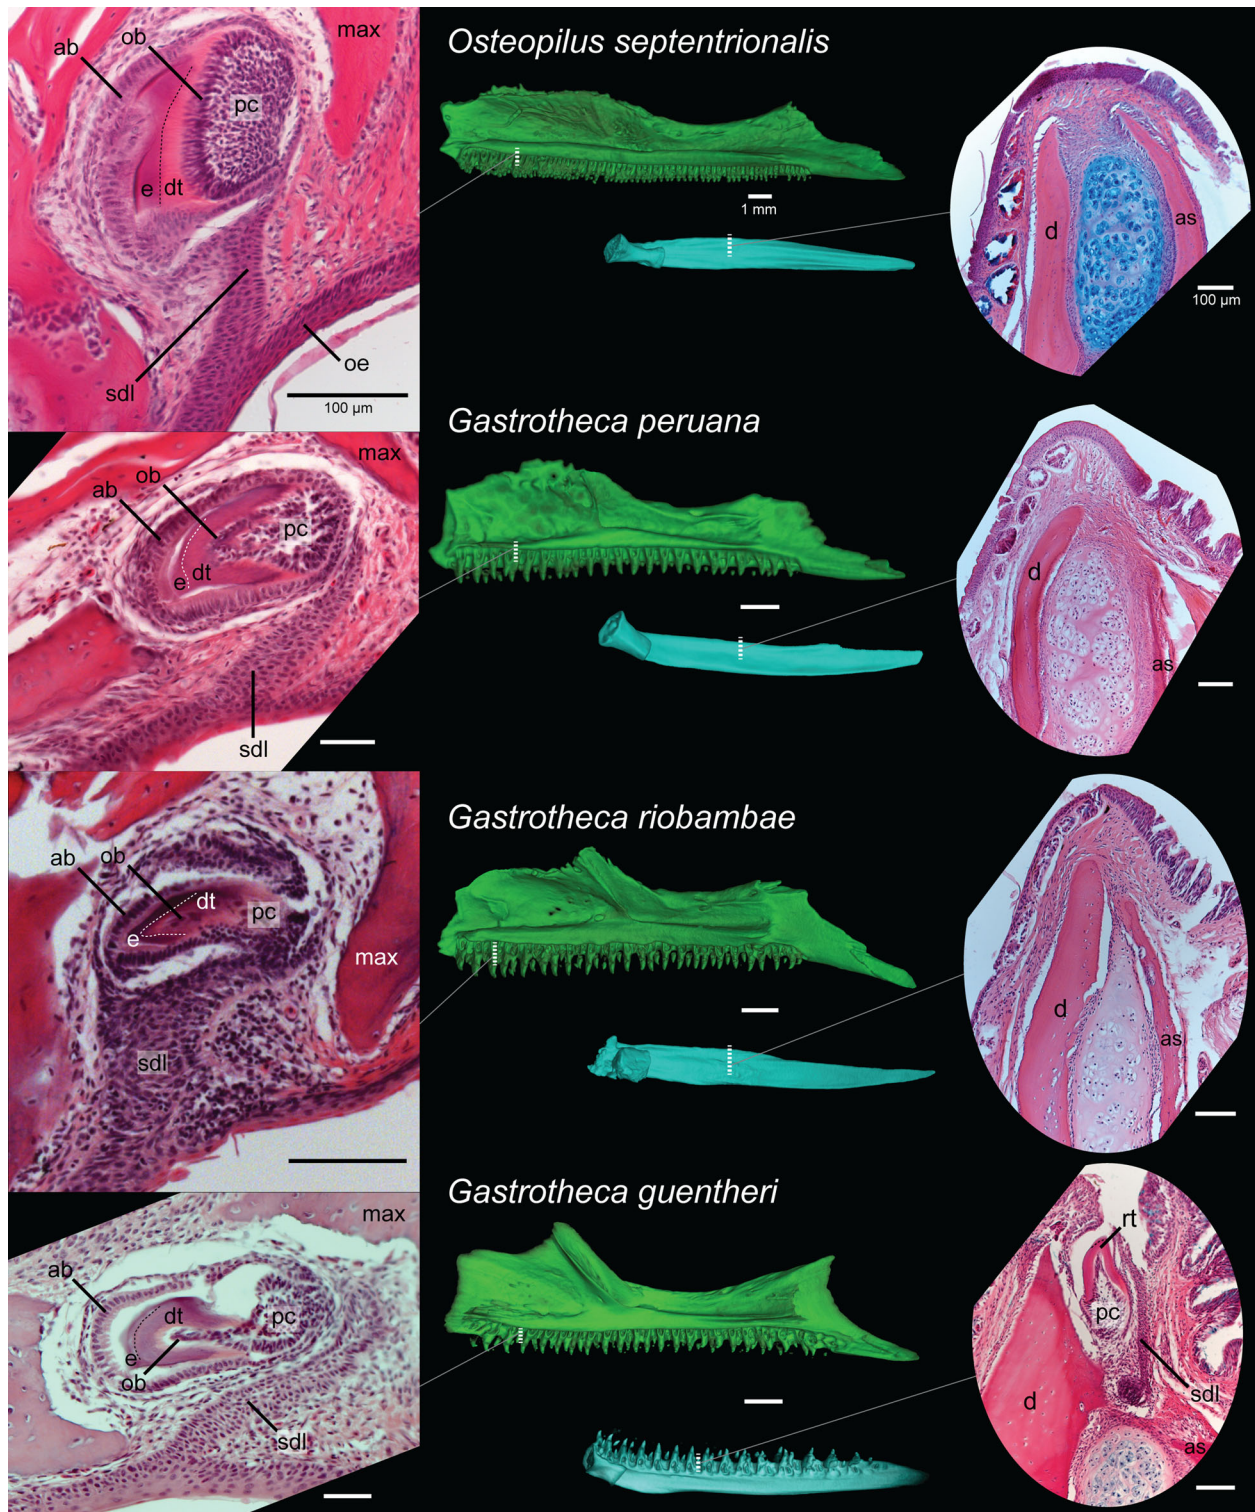 Osteopilus septentrionalis
ab
ob
max
pc
e
dt
sdl
oe
100 µm
1 mm
d
as
100 µm
Gastrotheca peruana
max
ob
ab
pc
dt
e
sdl
d
as
Gastrotheca riobambae
ab
ob
dt
pc
e
max
sdl
d
as
Gastrotheca guentheri
max
ab
dt
pc
e
ob
sdl
rt
pc
sdl
d
as